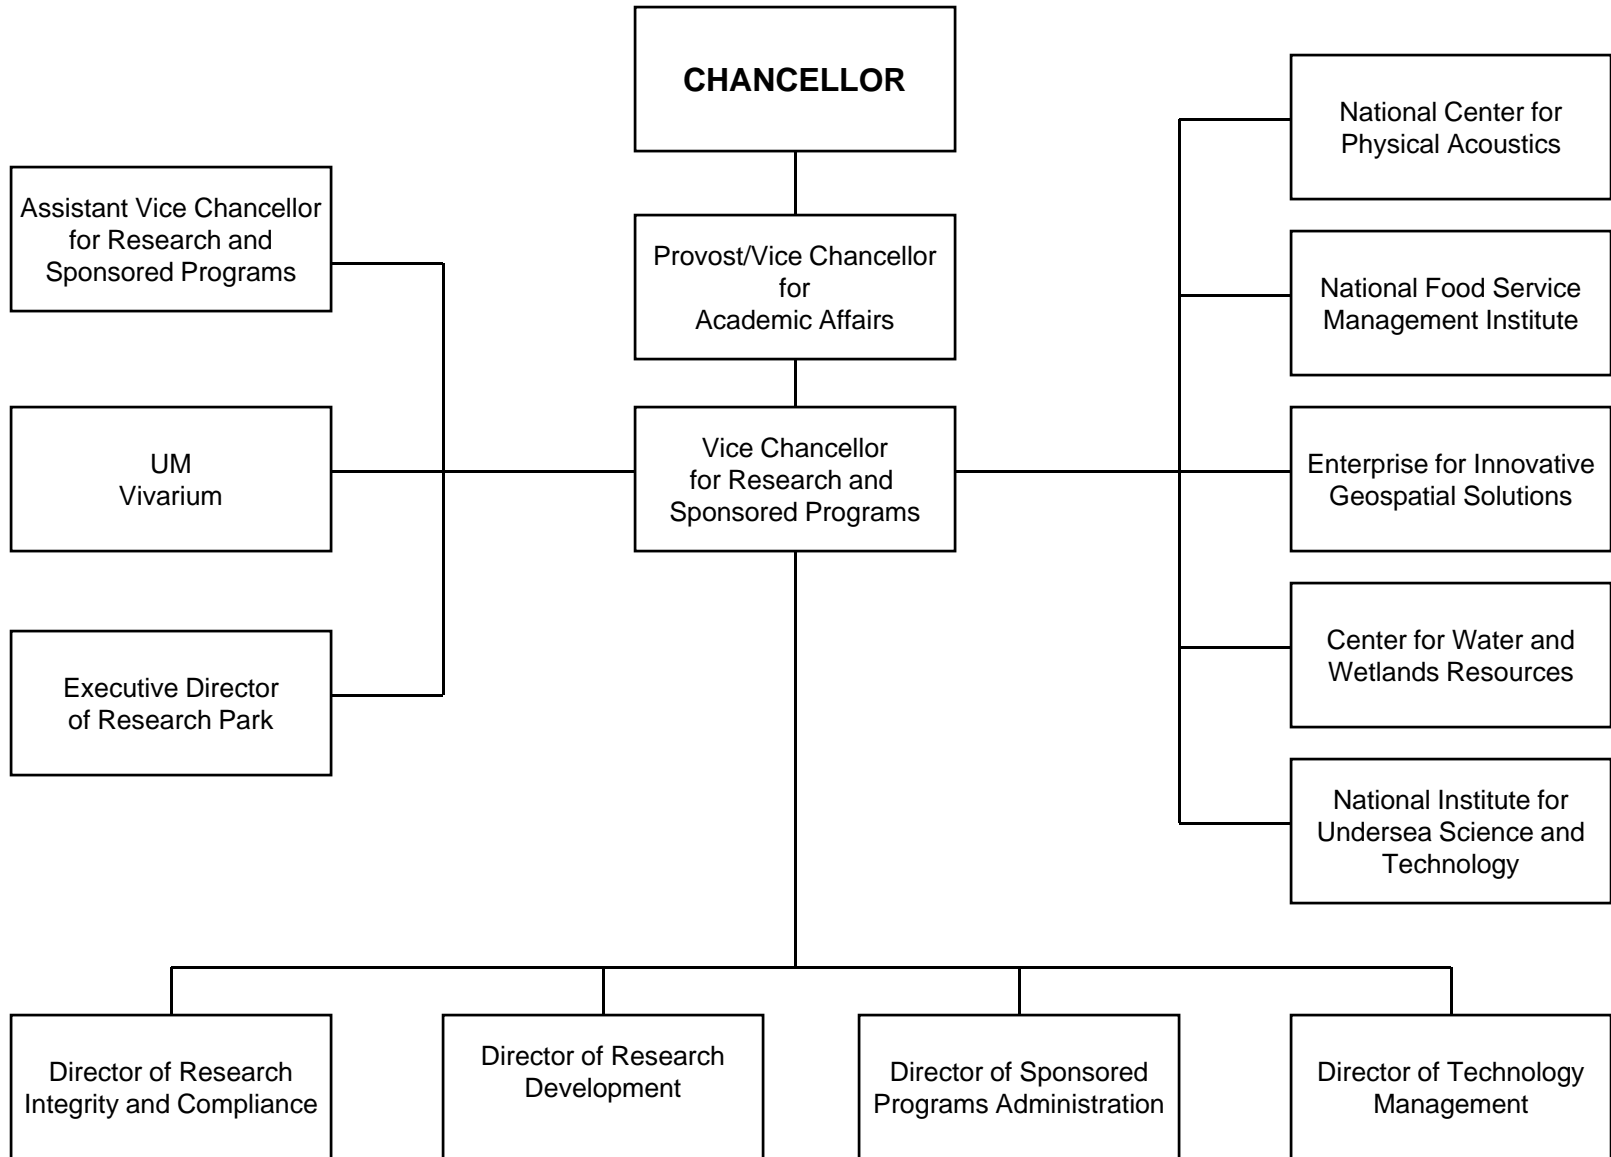 CHANCELLOR
Provost/Vice Chancellor
for
Academic Affairs
Vice Chancellor
for Research and
Sponsored Programs
Assistant Vice Chancellor
for Research and
Sponsored Programs
UM
Vivarium
Executive Director
of Research Park
National Center for
Physical Acoustics
National Food Service
Management Institute
Enterprise for Innovative
Geospatial Solutions
Center for Water and
Wetlands Resources
National Institute for
Undersea Science and
Technology
Director of Research
Integrity and Compliance
Director of Research
Development
Director of Sponsored
Programs Administration
Director of Technology
Management